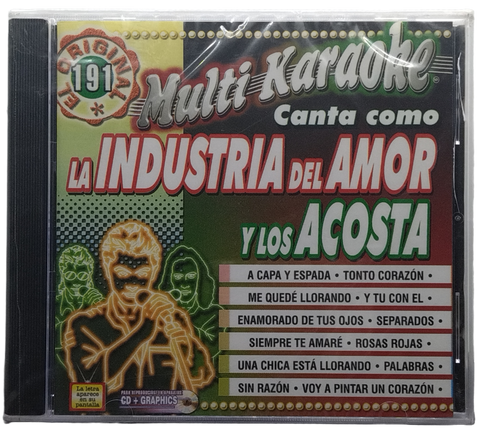 EL ORIGINAL
191
Multi Karaoke
Canta como
LA INDUSTRIA DEL AMOR
Y LOS ACOSTA
A CAPA Y ESPADA · TONTO CORAZÓN ·
ME QUEDÉ LLORANDO · Y TU CON EL ·
ENAMORADO DE TUS OJOS · SEPARADOS ·
SIEMPRE TE AMARÉ · ROSAS ROJAS ·
UNA CHICA ESTÁ LLORANDO · PALABRAS ·
SIN RAZÓN · VOY A PINTAR UN CORAZÓN ·
La letra
aparece
en su
pantalla
CD + GRAPHICS